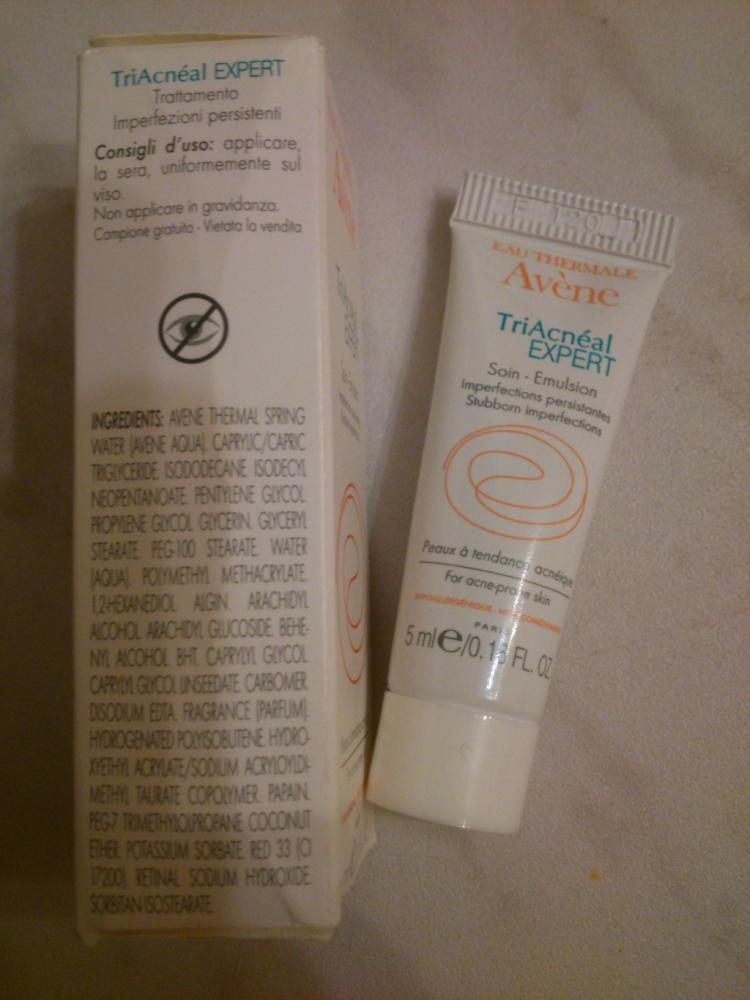 TriAcnéal EXPERT
Trattamento
Imperfezioni persistenti
Consigli d'uso: applicare,
la sera, uniformemente sul
viso.
Non applicare in gravidanza.
Campione gratuito - Vietata la vendita
INGREDIENTS: AVENE THERMAL SPRING
WATER (AVENE AQUA). CAPRYLIC/CAPRIC
TRIGLYCERIDE. ISODODECANE. ISODECYL
NEOPENTANOATE. PENTYLENE GLYCOL.
PROPYLENE GLYCOL. GLYCERIN. GLYCERYL
STEARATE. PEG-100 STEARATE. WATER
(AQUA). POLYMETHYL METHACRYLATE.
1,2-HEXANEDIOL. ALGIN. ARACHIDYL
ALCOHOL. ARACHIDYL GLUCOSIDE. BEHE-
NYL ALCOHOL. BHT. CAPRYLYL GLYCOL.
CAPRYLYL GLYCOL LINSEEDATE. CARBOMER.
DISODIUM EDTA. FRAGRANCE (PARFUM).
HYDROGENATED POLYISOBUTENE. HYDRO-
XYETHYL ACRYLATE/SODIUM ACRYLOYLDI-
METHYL TAURATE COPOLYMER. PAPAIN.
PEG-7 TRIMETHYLOLPROPANE COCONUT
ETHER. POTASSIUM SORBATE. RED 33 (CI
17200). RETINAL. SODIUM HYDROXIDE.
SORBITAN ISOSTEARATE.
EAU THERMALE
Avène
TriAcnéal
EXPERT
Soin - Emulsion
Imperfections persistantes
Stubborn imperfections
Peaux à tendance acnéique
For acne-prone skin
PARIS
5 ml e/0.16 FL. OZ